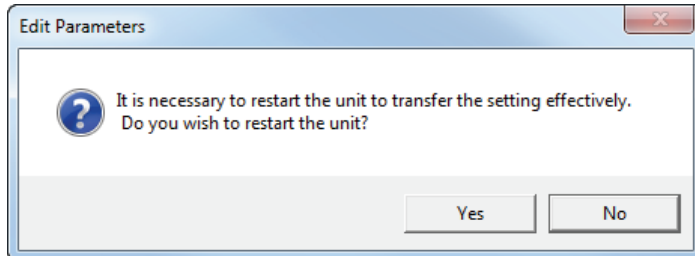 Edit Parameters
It is necessary to restart the unit to transfer the setting effectively.
Do you wish to restart the unit?
Yes No